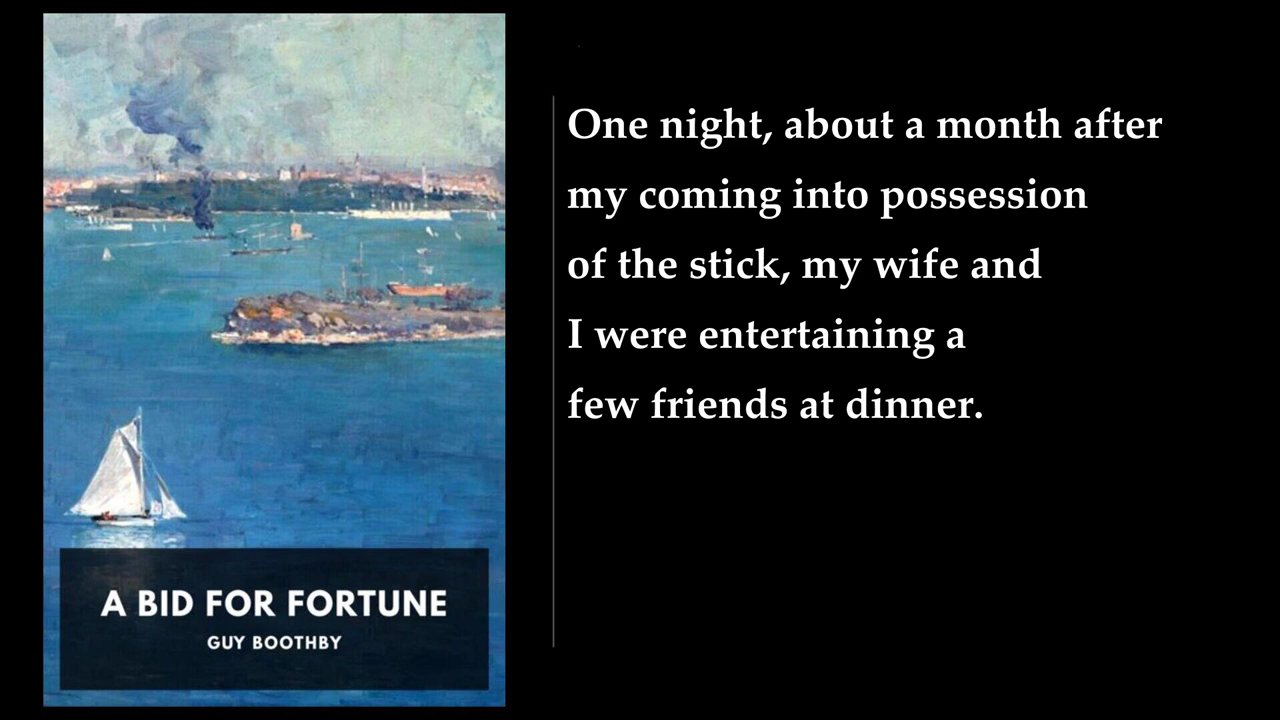 One night, about a month after
my coming into possession
of the stick, my wife and
I were entertaining a
few friends at dinner.
A BID FOR FORTUNE
GUY BOOTHBY